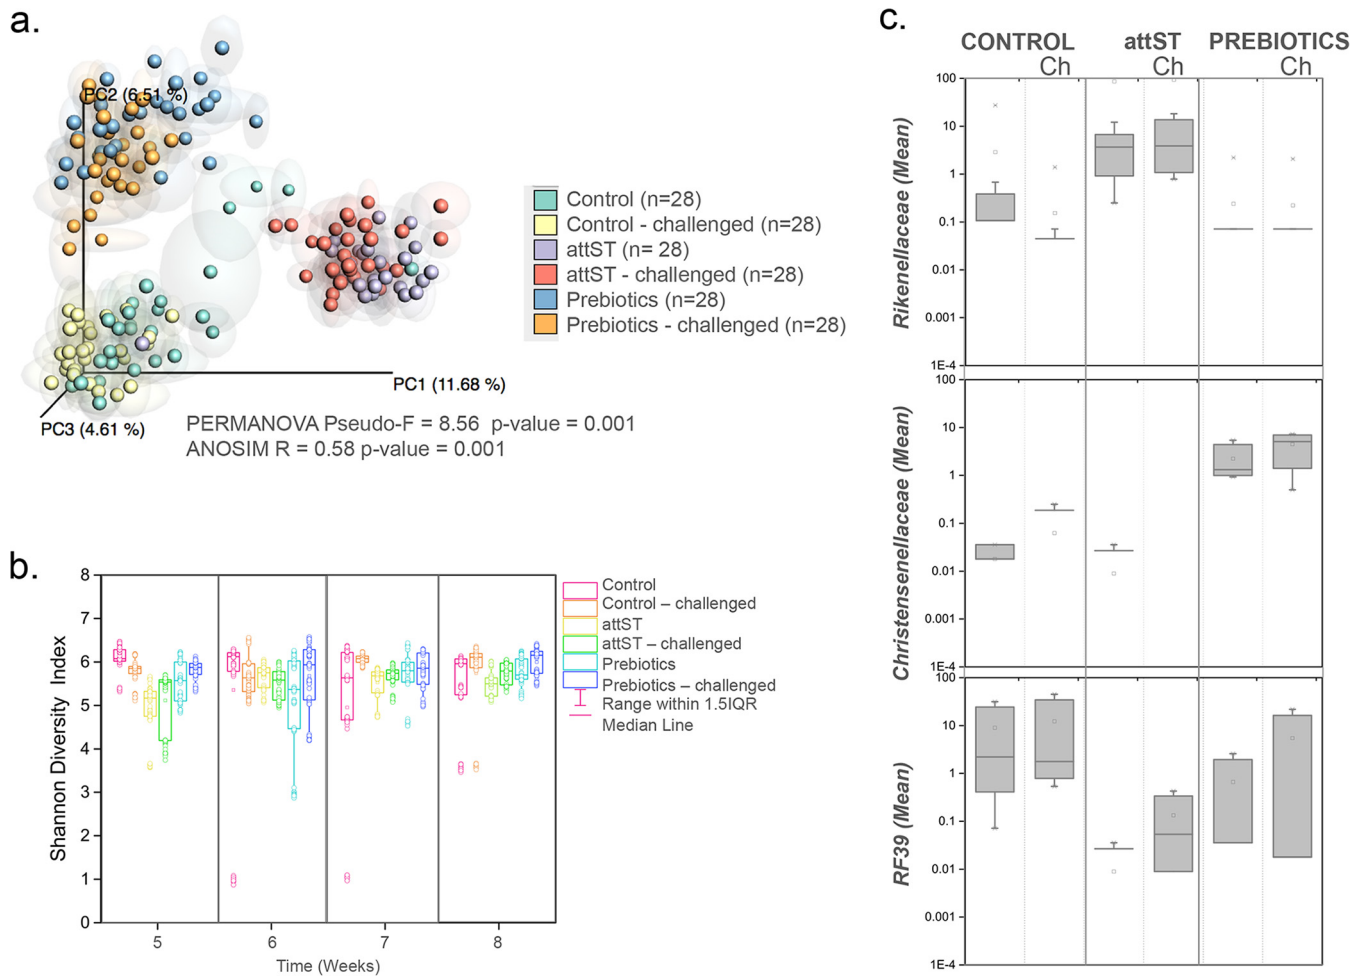 a.
PC2 (6.51 %)
PC1 (11.68 %)
PC3 (4.61 %)
PERMANOVA Pseudo-F = 8.56  p-value = 0.001
ANOSIM R = 0.58 p-value = 0.001
Control (n=28)
Control - challenged (n=28)
attST (n= 28)
attST - challenged (n=28)
Prebiotics (n=28)
Prebiotics - challenged (n=28)
b.
Shannon Diversity Index
8
7
6
5
4
3
2
1
0
5 6 7 8
Time (Weeks)
Control
Control – challenged
attST
attST – challenged
Prebiotics
Prebiotics – challenged
Range within 1.5IQR
Median Line
c.
CONTROL attST PREBIOTICS
Ch Ch Ch
Rikenellaceae (Mean)
100
10
1
0.1
0.01
0.001
1E-4
Christensenellaceae (Mean)
100
10
1
0.1
0.01
0.001
1E-4
RF39 (Mean)
100
10
1
0.1
0.01
0.001
1E-4